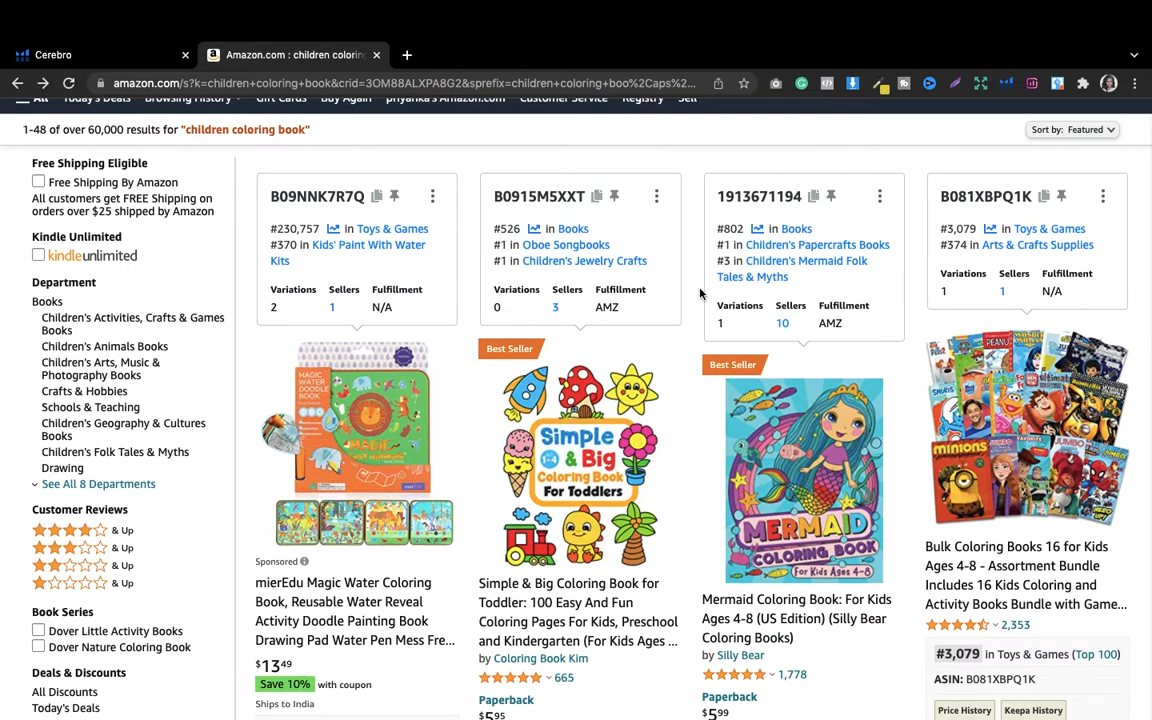 Cerebro
Amazon.com : children colorin
amazon.com/s?k=children+coloring+book&crid=3OM88ALXPA8G2&sprefix=children+coloring+boo%2Caps%2...
All Today's Deals Browsing History Gift Cards Buy Again priyanka's Amazon.com Customer Service Registry Sell
1-48 of over 60,000 results for "children coloring book"
Sort by: Featured
Free Shipping Eligible
Free Shipping By Amazon
All customers get FREE Shipping on
orders over $25 shipped by Amazon
Kindle Unlimited
kindleunlimited
Department
Books
Children's Activities, Crafts & Games
Books
Children's Animals Books
Children's Arts, Music &
Photography Books
Crafts & Hobbies
Schools & Teaching
Children's Geography & Cultures
Books
Children's Folk Tales & Myths
Drawing
See All 8 Departments
Customer Reviews
& Up
& Up
& Up
& Up
Book Series
Dover Little Activity Books
Dover Nature Coloring Book
Deals & Discounts
All Discounts
Today's Deals
B09NNK7R7Q
#230,757 in Toys & Games
#370 in Kids' Paint With Water
Kits
Variations Sellers Fulfillment
2 1 N/A
MAGIC
WATER
DOODLE
BOOK
MAGIC
Sponsored
mierEdu Magic Water Coloring
Book, Reusable Water Reveal
Activity Doodle Painting Book
Drawing Pad Water Pen Mess Fre...
$1349
Save 10% with coupon
Ships to India
B0915M5XXT
#526 in Books
#1 in Oboe Songbooks
#1 in Children's Jewelry Crafts
Variations Sellers Fulfillment
0 3 AMZ
Best Seller
Simple
1-4 & Big
Coloring Book
For Toddlers
Simple & Big Coloring Book for
Toddler: 100 Easy And Fun
Coloring Pages For Kids, Preschool
and Kindergarten (For Kids Ages ...
by Coloring Book Kim
665
Paperback
$5.95
1913671194
#802 in Books
#1 in Children's Papercrafts Books
#3 in Children's Mermaid Folk
Tales & Myths
Variations Sellers Fulfillment
1 10 AMZ
Best Seller
MERMAID
COLORING BOOK
For Kids Ages 4-8
Mermaid Coloring Book: For Kids
Ages 4-8 (US Edition) (Silly Bear
Coloring Books)
by Silly Bear
1,778
Paperback
$5.99
B081XBPQ1K
#3,079 in Toys & Games
#374 in Arts & Crafts Supplies
Variations Sellers Fulfillment
1 1 N/A
PEANU
MINIONS
JUMBO
Bulk Coloring Books 16 for Kids
Ages 4-8 - Assortment Bundle
Includes 16 Kids Coloring and
Activity Books Bundle with Game...
2,353
#3,079 in Toys & Games (Top 100)
ASIN: B081XBPQ1K
Price History Keepa History